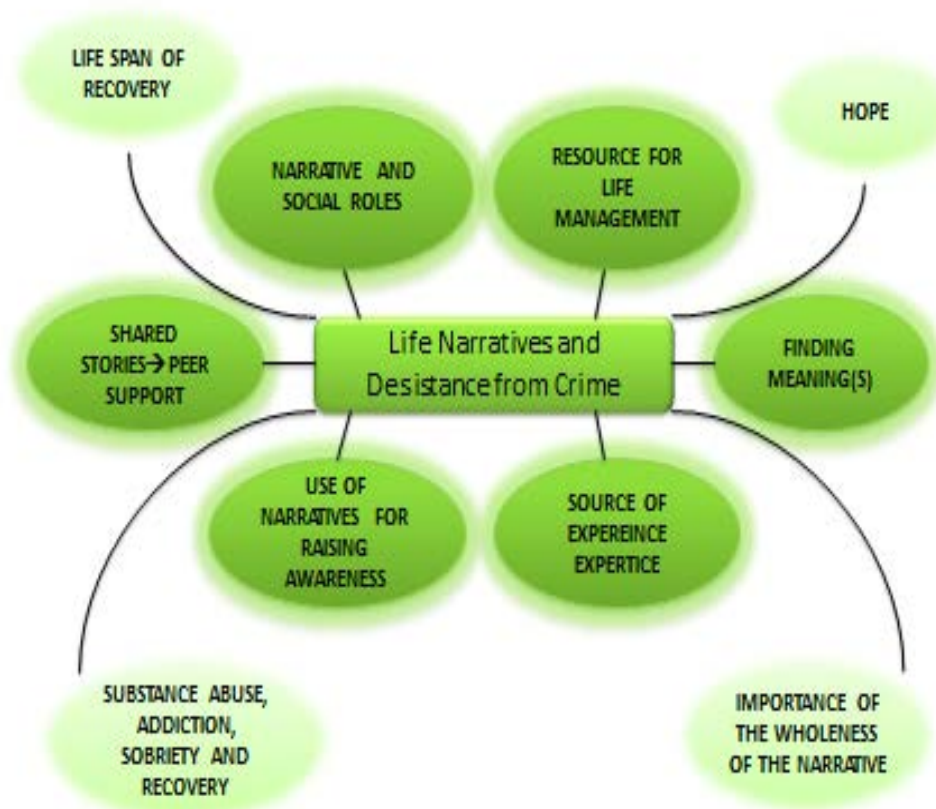 LIFE SPAN OF
RECOVERY
HOPE
NARRATIVE AND
SOCIAL ROLES
RESOURCE FOR
LIFE
MANAGEMENT
SHARED
STORIES→PEER
SUPPORT
Life Narratives and
Desistance from Crime
FINDING
MEANING(S)
USE OF
NARRATIVES FOR
RAISING
AWARENESS
SOURCE OF
EXPEREINCE
EXPERTICE
SUBSTANCE ABUSE,
ADDICTION,
SOBRIETY AND
RECOVERY
IMPORTANCE OF
THE WHOLENESS
OF THE NARRATIVE